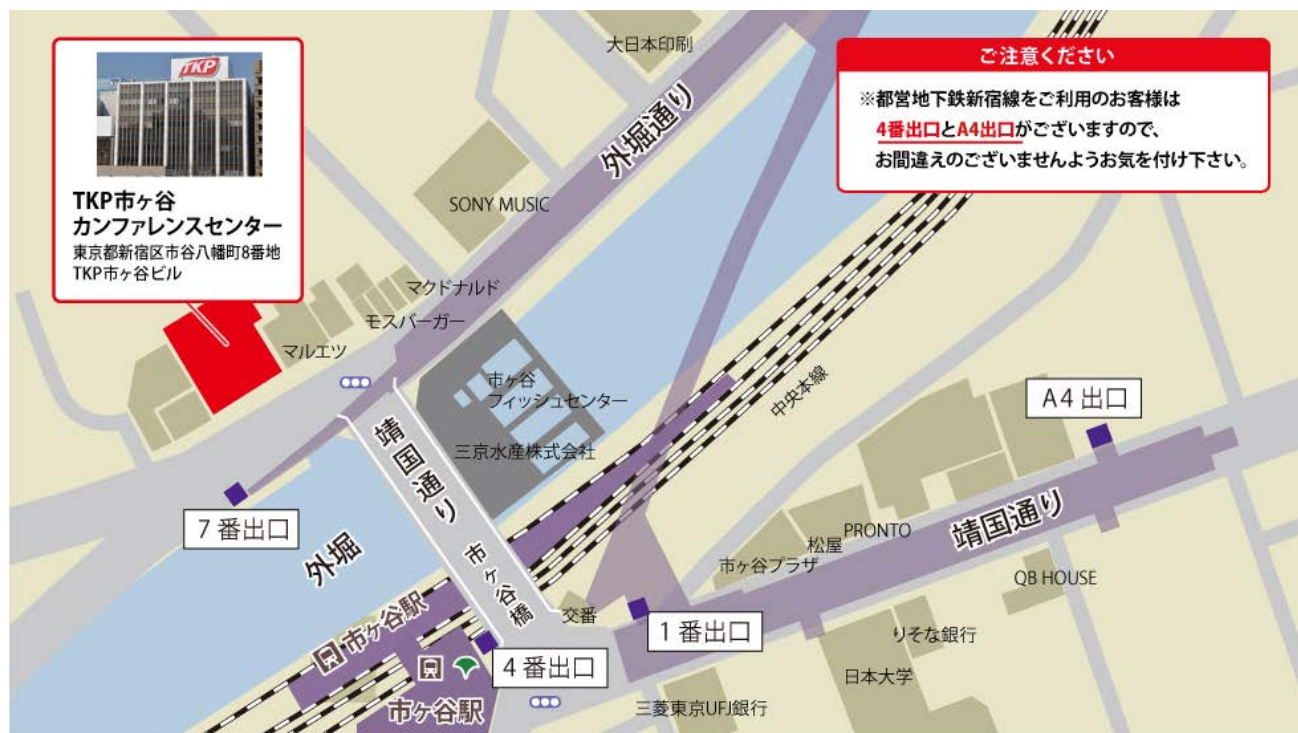 TKP
TKP市ヶ谷
カンファレンスセンター
東京都新宿区市谷八幡町8番地
TKP市ヶ谷ビル
ご注意ください
※都営地下鉄新宿線をご利用のお客様は
4番出口とA4出口がございますので、
お間違えのございませんようお気を付け下さい。
大日本印刷
外堀通り
SONY MUSIC
マクドナルド
モスバーガー
マルエツ
市ヶ谷
フィッシュセンター
三京水産株式会社
中央本線
A4出口
靖国通り
7番出口
外堀
市ヶ谷橋
靖国通り
PRONTO
松屋
市ヶ谷プラザ
QB HOUSE
交番
1番出口
りそな銀行
日本大学
市ヶ谷駅
4番出口
市ヶ谷駅
三菱東京UFJ銀行